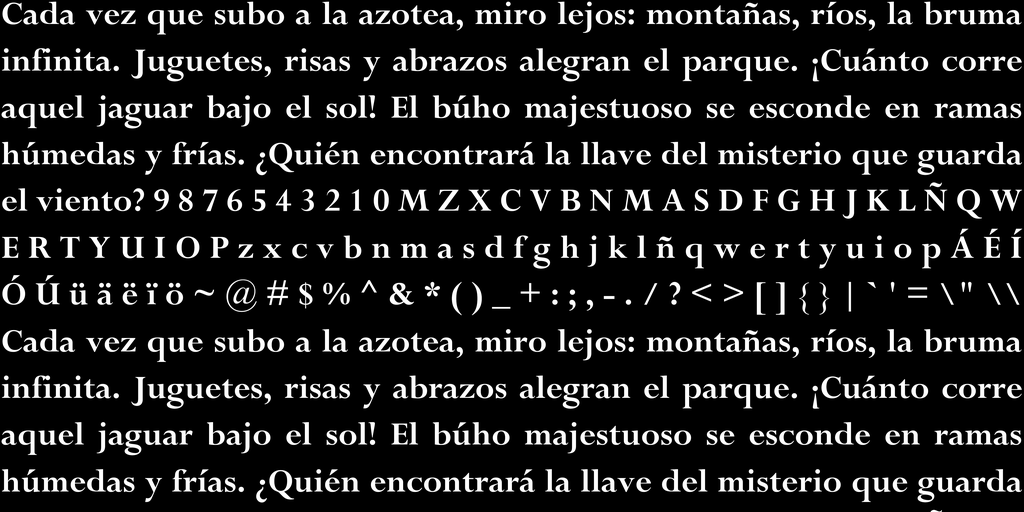 Cada vez que subo a la azotea, miro lejos: montañas, ríos, la bruma
infinita. Juguetes, risas y abrazos alegran el parque. ¡Cuánto corre
aquel jaguar bajo el sol! El búho majestuoso se esconde en ramas
húmedas y frías. ¿Quién encontrará la llave del misterio que guarda
el viento? 9 8 7 6 5 4 3 2 1 0 M Z X C V B N M A S D F G H J K L Ñ Q W
E R T Y U I O P z x c v b n m a s d f g h j k l ñ q w e r t y u i o p Á É Í
Ó Ú ü ä ë ï ö ~ @ # $ % ^ & * ( ) _ + : ; , - . / ? < > [ ] { } | ` ' = \ " \ \
Cada vez que subo a la azotea, miro lejos: montañas, ríos, la bruma
infinita. Juguetes, risas y abrazos alegran el parque. ¡Cuánto corre
aquel jaguar bajo el sol! El búho majestuoso se esconde en ramas
húmedas y frías. ¿Quién encontrará la llave del misterio que guarda